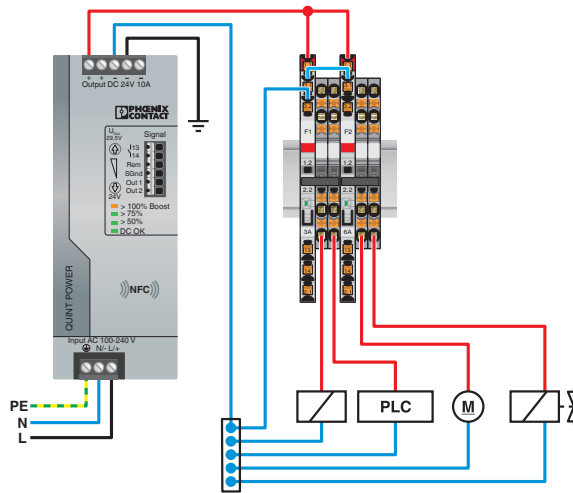 + + − − −
Output DC 24V 10A
PHŒNIX
CONTACT
UOut
29,5V
Signal
13
14
Rem
SGnd
Out 1
Out 2
24V
> 100% Boost
> 75%
> 50%
DC OK
QUINT POWER
NFC
Input AC 100-240 V
N/- L/+
PE
N
L
F1
F2
1.2
1.2
2.2
2.2
3A
6A
PLC
M